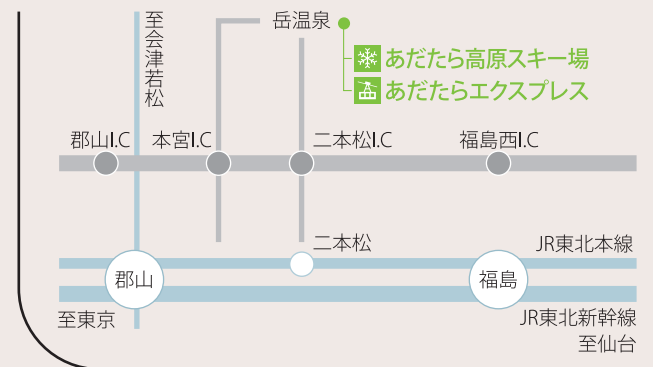 至会津若松
岳温泉
あだたら高原スキー場
あだたらエクスプレス
郡山I.C
本宮I.C
二本松I.C
福島西I.C
二本松
JR東北本線
郡山
福島
至東京
JR東北新幹線
至仙台